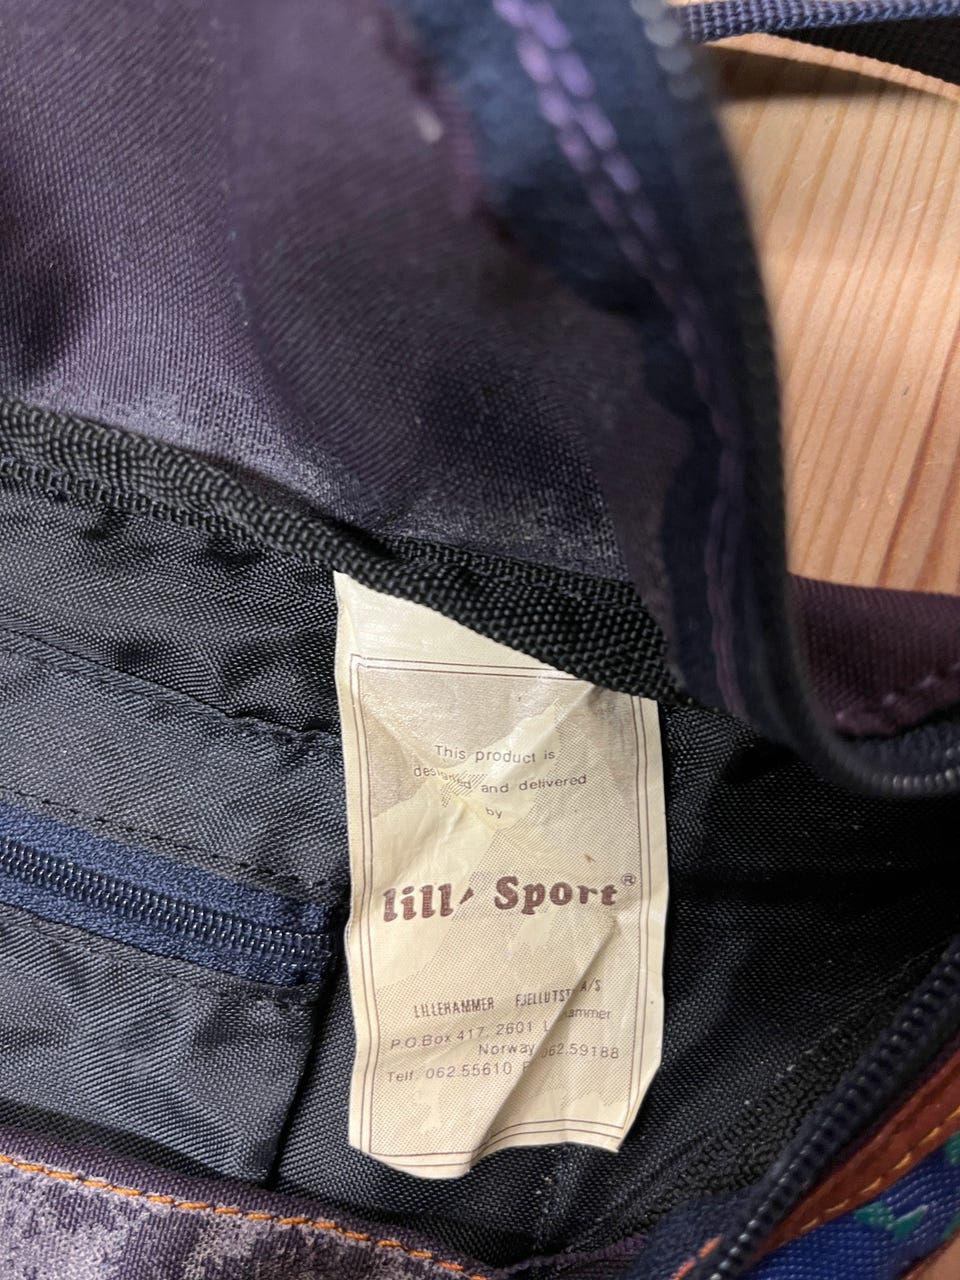 This product is
designed and delivered
by
lill' Sport®
LILLEHAMMER A/S
P.O.Box 417, 2601
Norway 062.59188
Telf. 062.55610